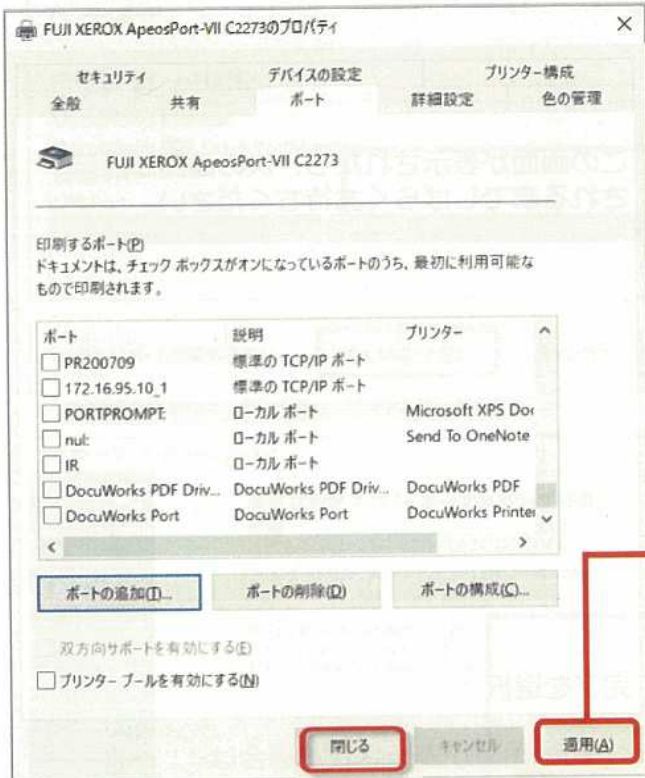 FUJI XEROX ApeosPort-VII C2273のプロパティ
セキュリティ デバイスの設定 プリンター構成
全般 共有 ポート 詳細設定 色の管理
FUJI XEROX ApeosPort-VII C2273
印刷するポート(P)
ドキュメントは、チェック ボックスがオンになっているポートのうち、最初に利用可能な
もので印刷されます。
ポート 説明 プリンター
PR200709 標準の TCP/IP ポート
172.16.95.10_1 標準の TCP/IP ポート
PORTPROMPT: ローカル ポート Microsoft XPS Doc
nul: ローカル ポート Send To OneNote
IR ローカル ポート
DocuWorks PDF Driv... DocuWorks PDF Driv... DocuWorks PDF
DocuWorks Port DocuWorks Port DocuWorks Printer
ポートの追加(T)... ポートの削除(D) ポートの構成(C)...
双方向サポートを有効にする(E)
プリンター プールを有効にする(N)
閉じる キャンセル 適用(A)